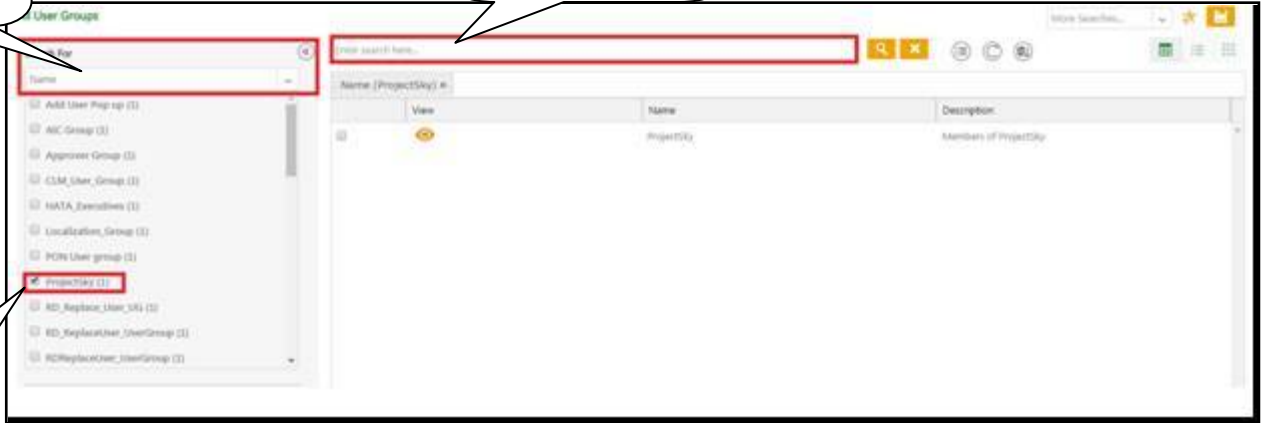 User Groups
More Searches...
For
Enter search here...
Name
Name (ProjectSky) ×
Add User Pop up (1)
View Name Description
AIC Group (1)
ProjectSky Members of ProjectSky
Approver Group (1)
CLM_User_Group (1)
HATA_Executives (1)
Localization_Group (1)
PON User group (1)
ProjectSky (1)
RD_Replace_User_UG (1)
RD_ReplaceUser_UserGroup (1)
RDReplaceUser_UserGroup (1)